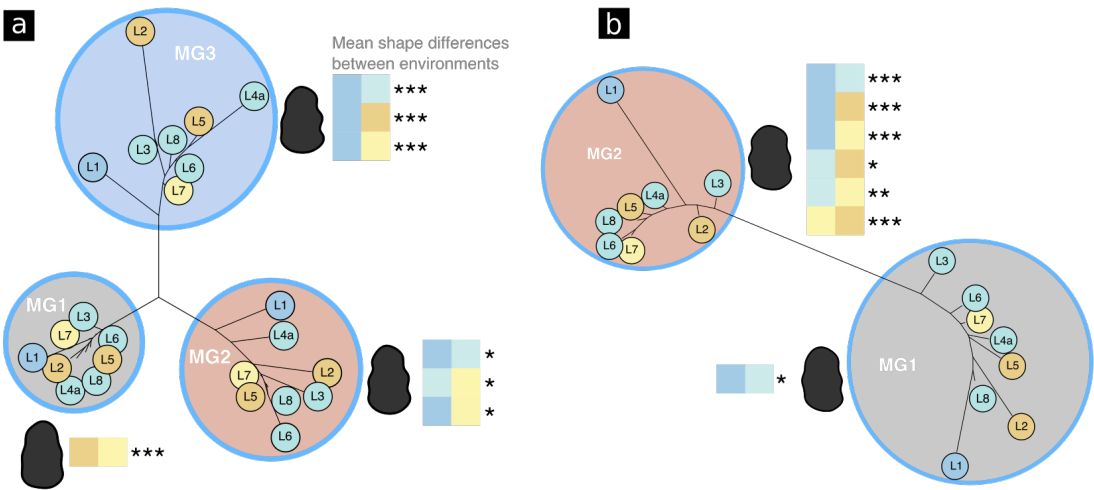 a
L2
MG3
Mean shape differences
between environments
L4a
***
L5
***
L8
L3
***
L6
L1
L7
MG1
L3
L7
L6
L1
L2
L5
L4a
L8
***
L1
L4a
MG2
L7
L2
L5
L8
L3
L6
*
*
*
b
L1
MG2
L3
L4a
L5
L8
L2
L6
L7
***
***
***
*
**
***
L3
L6
L7
L4a
MG1
L5
L8
L2
L1
*